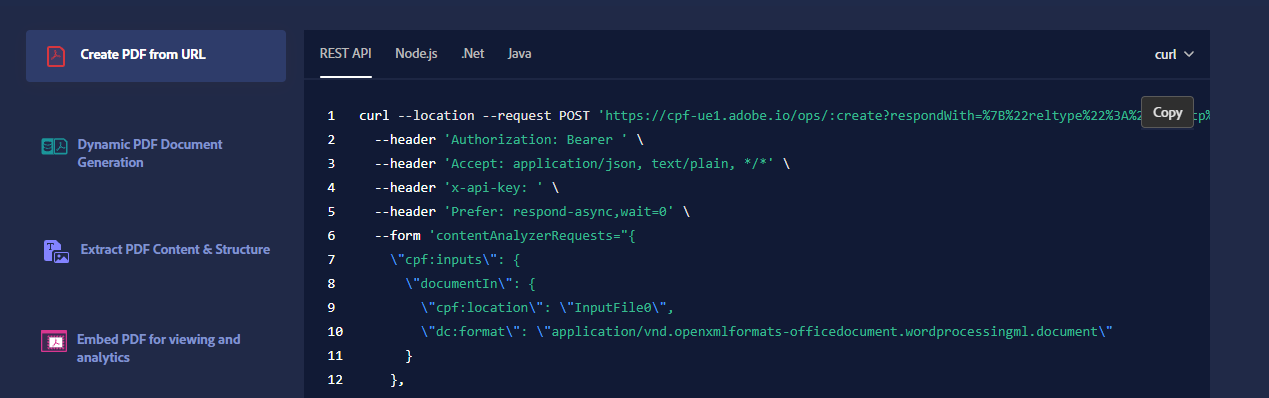 Create PDF from URL
Dynamic PDF Document
Generation
Extract PDF Content & Structure
Embed PDF for viewing and
analytics
REST API Node.js .Net Java
curl
Copy
1 curl --location --request POST 'https://cpf-ue1.adobe.io/ops/:create?respondWith=%7B%22reltype%22%3A%2
2 --header 'Authorization: Bearer ' \
3 --header 'Accept: application/json, text/plain, */*' \
4 --header 'x-api-key: ' \
5 --header 'Prefer: respond-async,wait=0' \
6 --form 'contentAnalyzerRequests="{
7 \"cpf:inputs\": {
8 \"documentIn\": {
9 \"cpf:location\": \"InputFile0\",
10 \"dc:format\": \"application/vnd.openxmlformats-officedocument.wordprocessingml.document\"
11 }
12 },